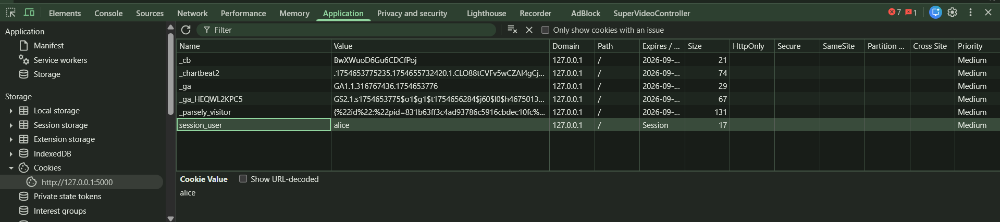 Elements Console Sources Network Performance Memory Application Privacy and security Lighthouse Recorder AdBlock SuperVideoController 7 1
Application
Manifest
Service workers
Storage
Storage
Local storage
Session storage
Extension storage
IndexedDB
Cookies
http://127.0.0.1:5000
Private state tokens
Interest groups
Filter Only show cookies with an issue
Name Value Domain Path Expires / ... Size HttpOnly Secure SameSite Partition ... Cross Site Priority
_cb BwXWuoD6Gu6CDCfPoj 127.0.0.1 / 2026-09-... 21 Medium
_chartbeat2 .1754653775235.1754655732420.1.CLO88tCVFv5wCZAI4gCj... 127.0.0.1 / 2026-09-... 74 Medium
_ga GA1.1.316767436.1754653776 127.0.0.1 / 2026-09-... 29 Medium
_ga_HEQWL2KPC5 GS2.1.s1754653775$o1$g1$t1754656284$j60$l0$h4675013... 127.0.0.1 / 2026-09-... 67 Medium
_parsely_visitor {%22id%22:%22pid=831b63ff3c4ad93786c5916cbdec10fc%... 127.0.0.1 / 2026-09-... 131 Medium
session_user alice 127.0.0.1 / Session 17 Medium
Cookie Value Show URL-decoded
alice